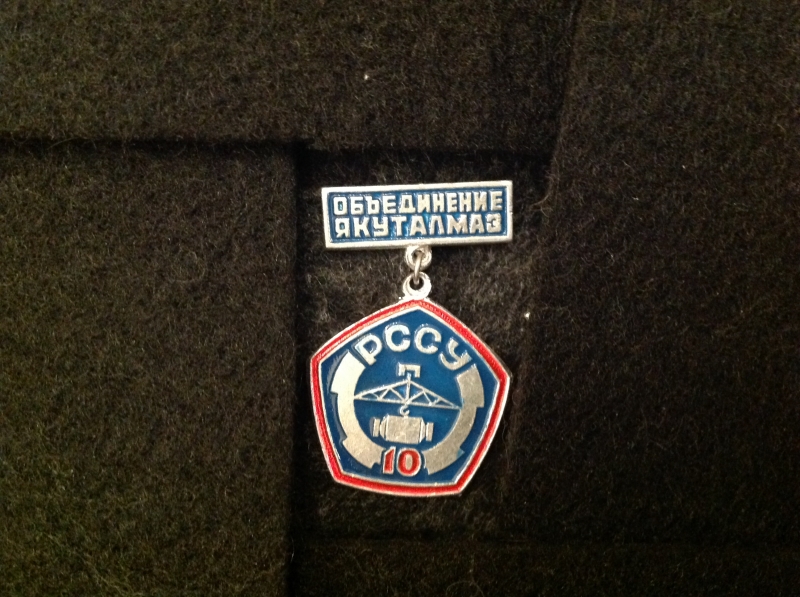 ОБЪЕДИНЕНИЕ
ЯКУТАЛМАЗ
РССУ
10